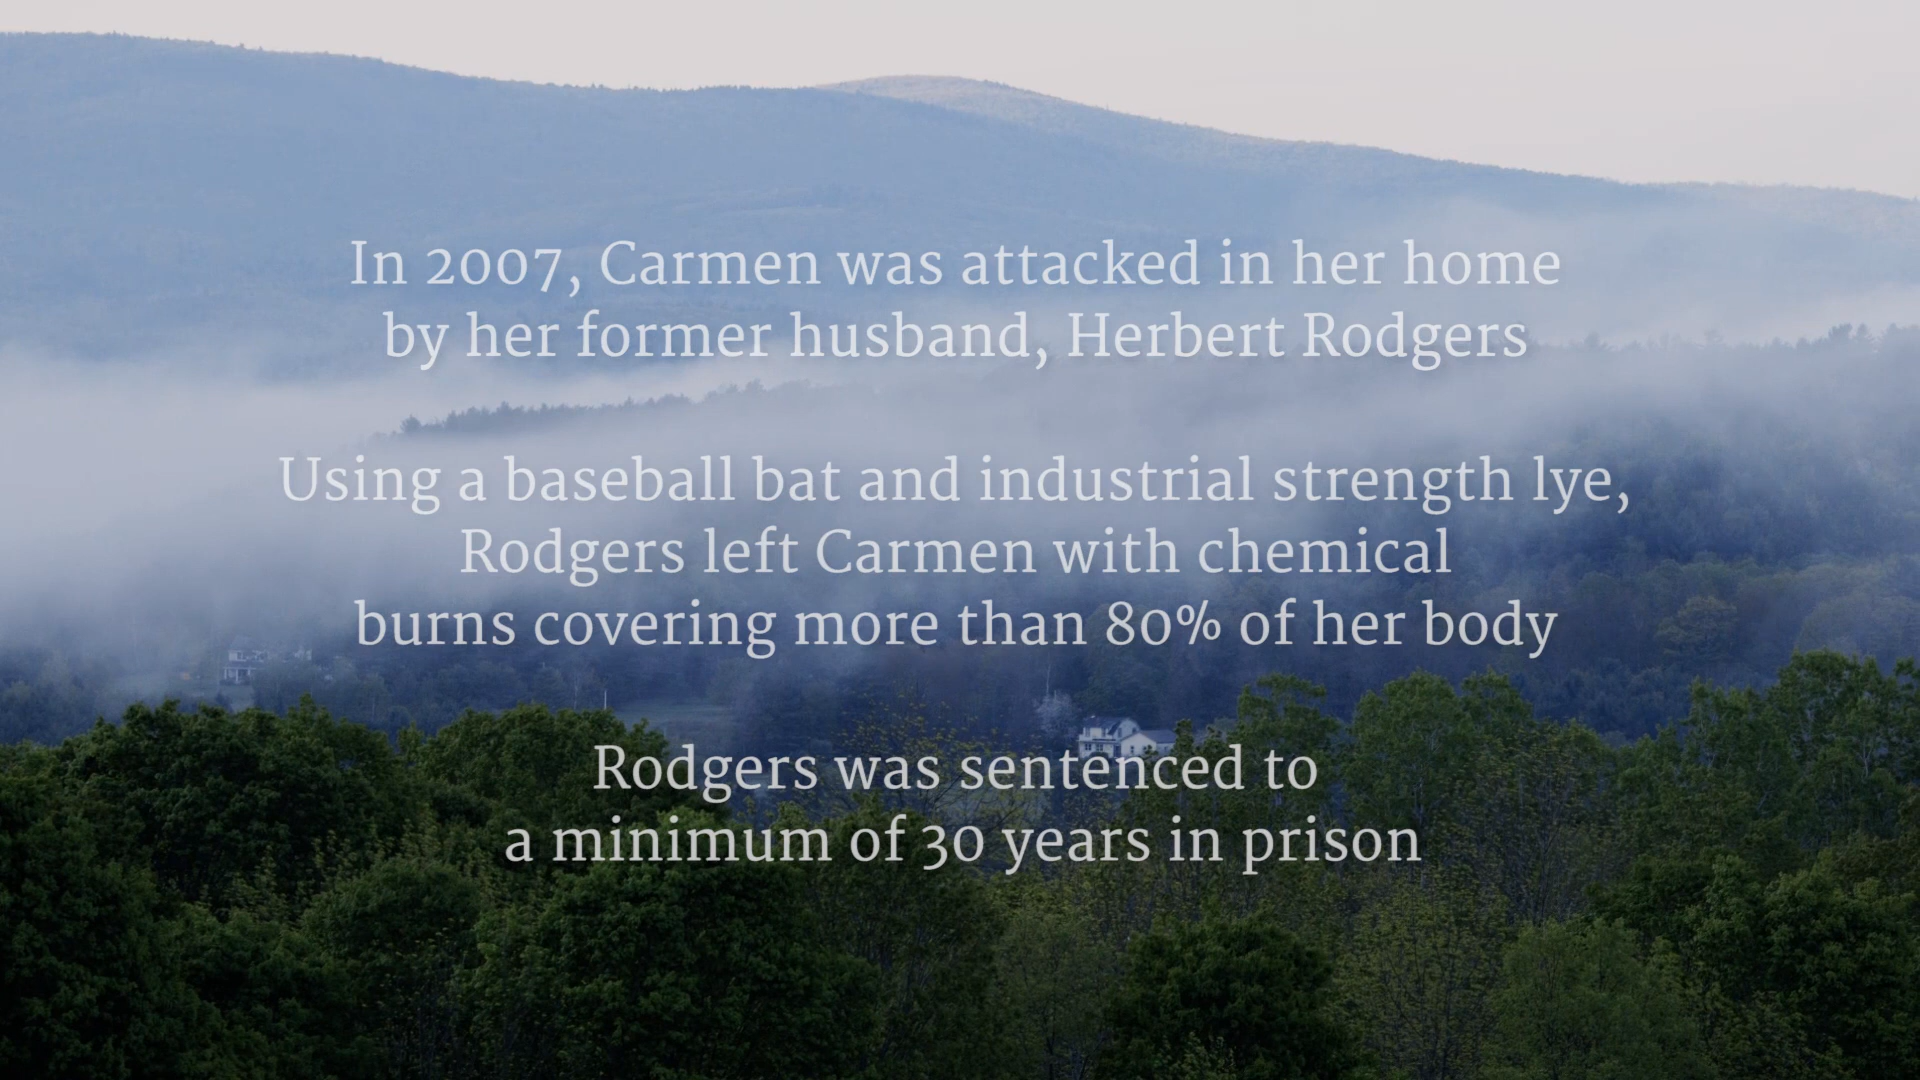 In 2007, Carmen was attacked in her home
by her former husband, Herbert Rodgers
Using a baseball bat and industrial strength lye,
Rodgers left Carmen with chemical
burns covering more than 80% of her body
Rodgers was sentenced to
a minimum of 30 years in prison